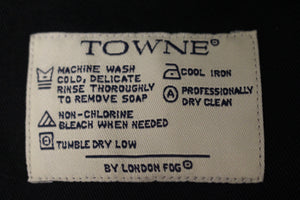 TOWNE©
MACHINE WASH
COLD, DELICATE
RINSE THOROUGHLY
TO REMOVE SOAP
NON-CHLORINE
BLEACH WHEN NEEDED
TUMBLE DRY LOW
COOL IRON
A PROFESSIONALLY
DRY CLEAN
BY LONDON FOG©